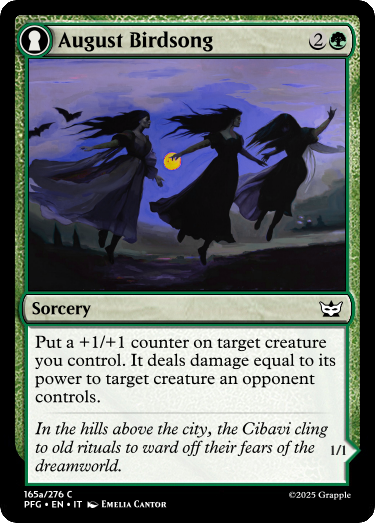 August Birdsong 2
Sorcery
Put a +1/+1 counter on target creature
you control. It deals damage equal to its
power to target creature an opponent
controls.
In the hills above the city, the Cibavi cling
to old rituals to ward off their fears of the
dreamworld.
1/1
165a/276 C
PFG • EN • IT Emelia Cantor
©2025 Grapple